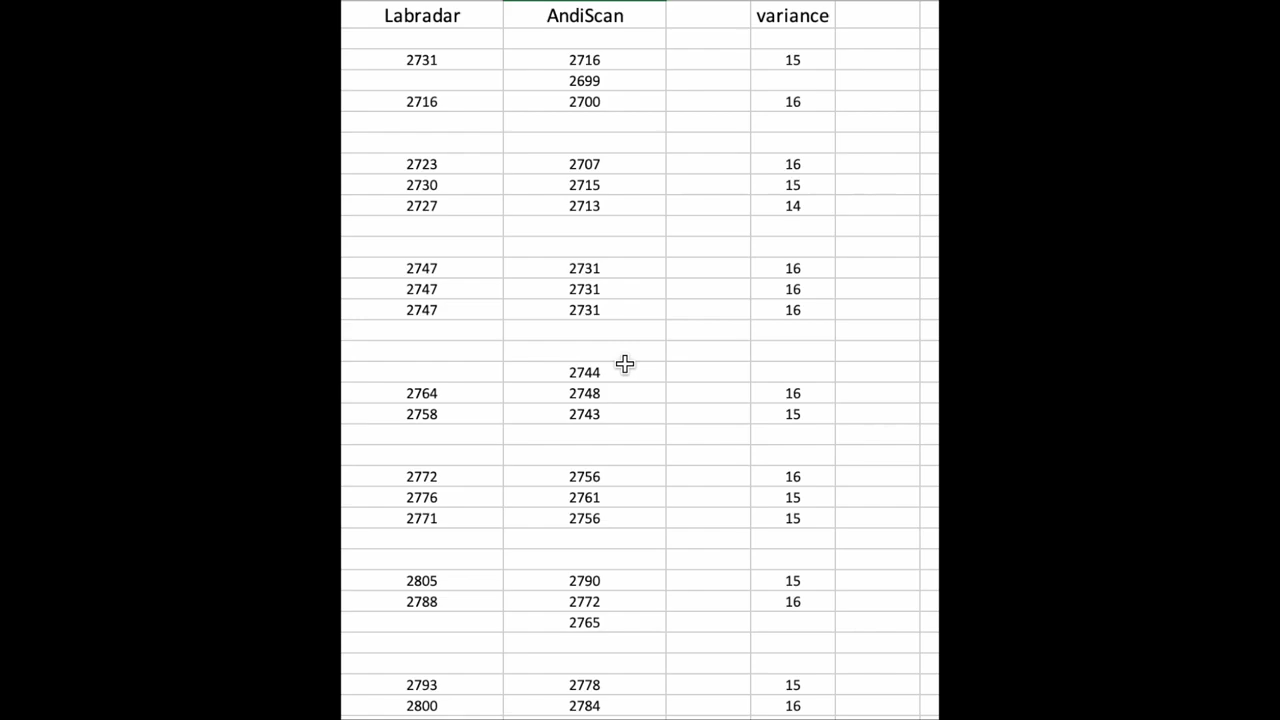 Labradar AndiScan variance
2731 2716 15
2699
2716 2700 16
2723 2707 16
2730 2715 15
2727 2713 14
2747 2731 16
2747 2731 16
2747 2731 16
2744
2764 2748 16
2758 2743 15
2772 2756 16
2776 2761 15
2771 2756 15
2805 2790 15
2788 2772 16
2765
2793 2778 15
2800 2784 16